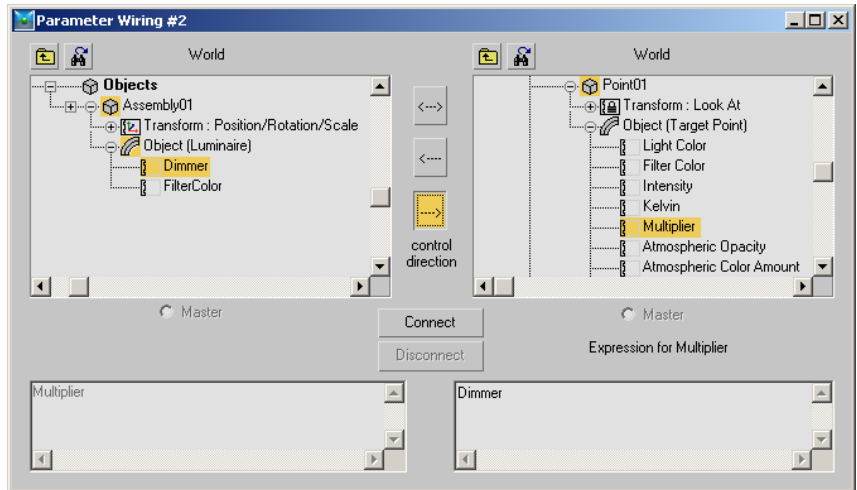 Parameter Wiring #2
World
Objects
Assembly01
Transform : Position/Rotation/Scale
Object (Luminaire)
Dimmer
FilterColor
<--->
<----
---->
control
direction
World
Point01
Transform : Look At
Object (Target Point)
Light Color
Filter Color
Intensity
Kelvin
Multiplier
Atmospheric Opacity
Atmospheric Color Amount
Master
Connect
Disconnect
Master
Expression for Multiplier
Multiplier
Dimmer